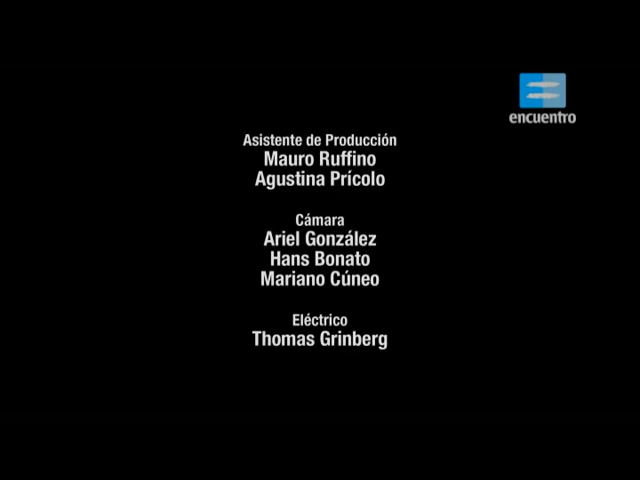 encuentro
Asistente de Producción
Mauro Ruffino
Agustina Prícolo
Cámara
Ariel González
Hans Bonato
Mariano Cúneo
Eléctrico
Thomas Grinberg